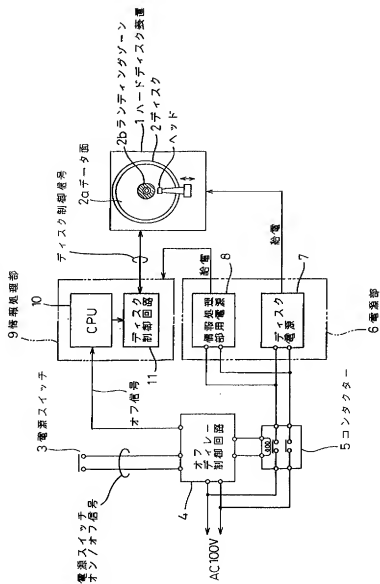 9情報処理部
10
CPU
ディスク
制御回路
11
ディスク制御信号
2aデータ面
2bランディングゾーン
1ハードディスク装置
2ディスク
ヘッド
3電源スイッチ
オフ信号
電源スイッチ
オン/オフ信号
オフ
ディレー
制御回路
4
AC100V
5コンタクター
給電
情報処理
部用電源
8
ディスク
電源
7
給電
6電源部